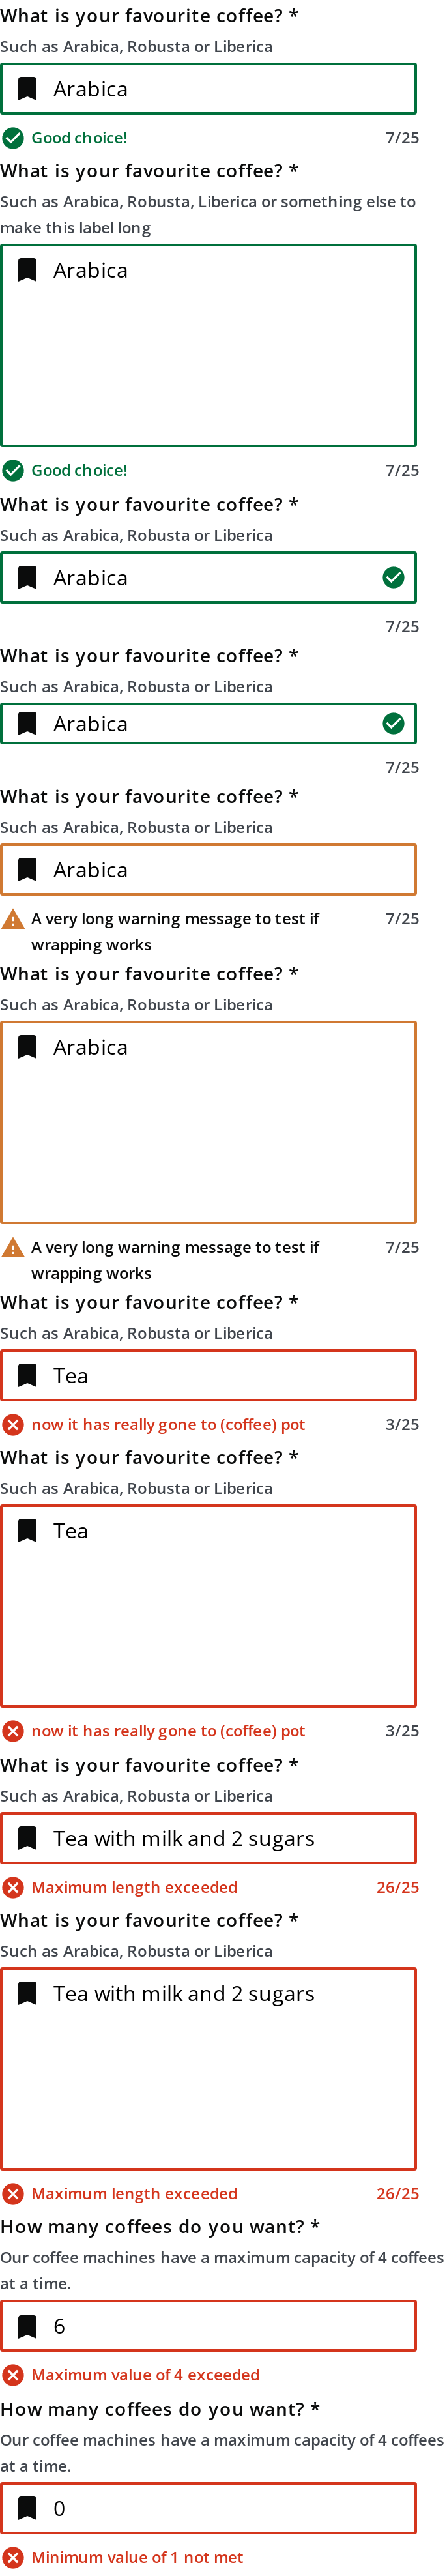 What is your favourite coffee? *
Such as Arabica, Robusta or Liberica
Arabica
Good choice! 7/25
What is your favourite coffee? *
Such as Arabica, Robusta, Liberica or something else to
make this label long
Arabica
Good choice! 7/25
What is your favourite coffee? *
Such as Arabica, Robusta or Liberica
Arabica
7/25
What is your favourite coffee? *
Such as Arabica, Robusta or Liberica
Arabica
7/25
What is your favourite coffee? *
Such as Arabica, Robusta or Liberica
Arabica
A very long warning message to test if 7/25
wrapping works
What is your favourite coffee? *
Such as Arabica, Robusta or Liberica
Arabica
A very long warning message to test if 7/25
wrapping works
What is your favourite coffee? *
Such as Arabica, Robusta or Liberica
Tea
now it has really gone to (coffee) pot 3/25
What is your favourite coffee? *
Such as Arabica, Robusta or Liberica
Tea
now it has really gone to (coffee) pot 3/25
What is your favourite coffee? *
Such as Arabica, Robusta or Liberica
Tea with milk and 2 sugars
Maximum length exceeded 26/25
What is your favourite coffee? *
Such as Arabica, Robusta or Liberica
Tea with milk and 2 sugars
Maximum length exceeded 26/25
How many coffees do you want? *
Our coffee machines have a maximum capacity of 4 coffees
at a time.
6
Maximum value of 4 exceeded
How many coffees do you want? *
Our coffee machines have a maximum capacity of 4 coffees
at a time.
0
Minimum value of 1 not met